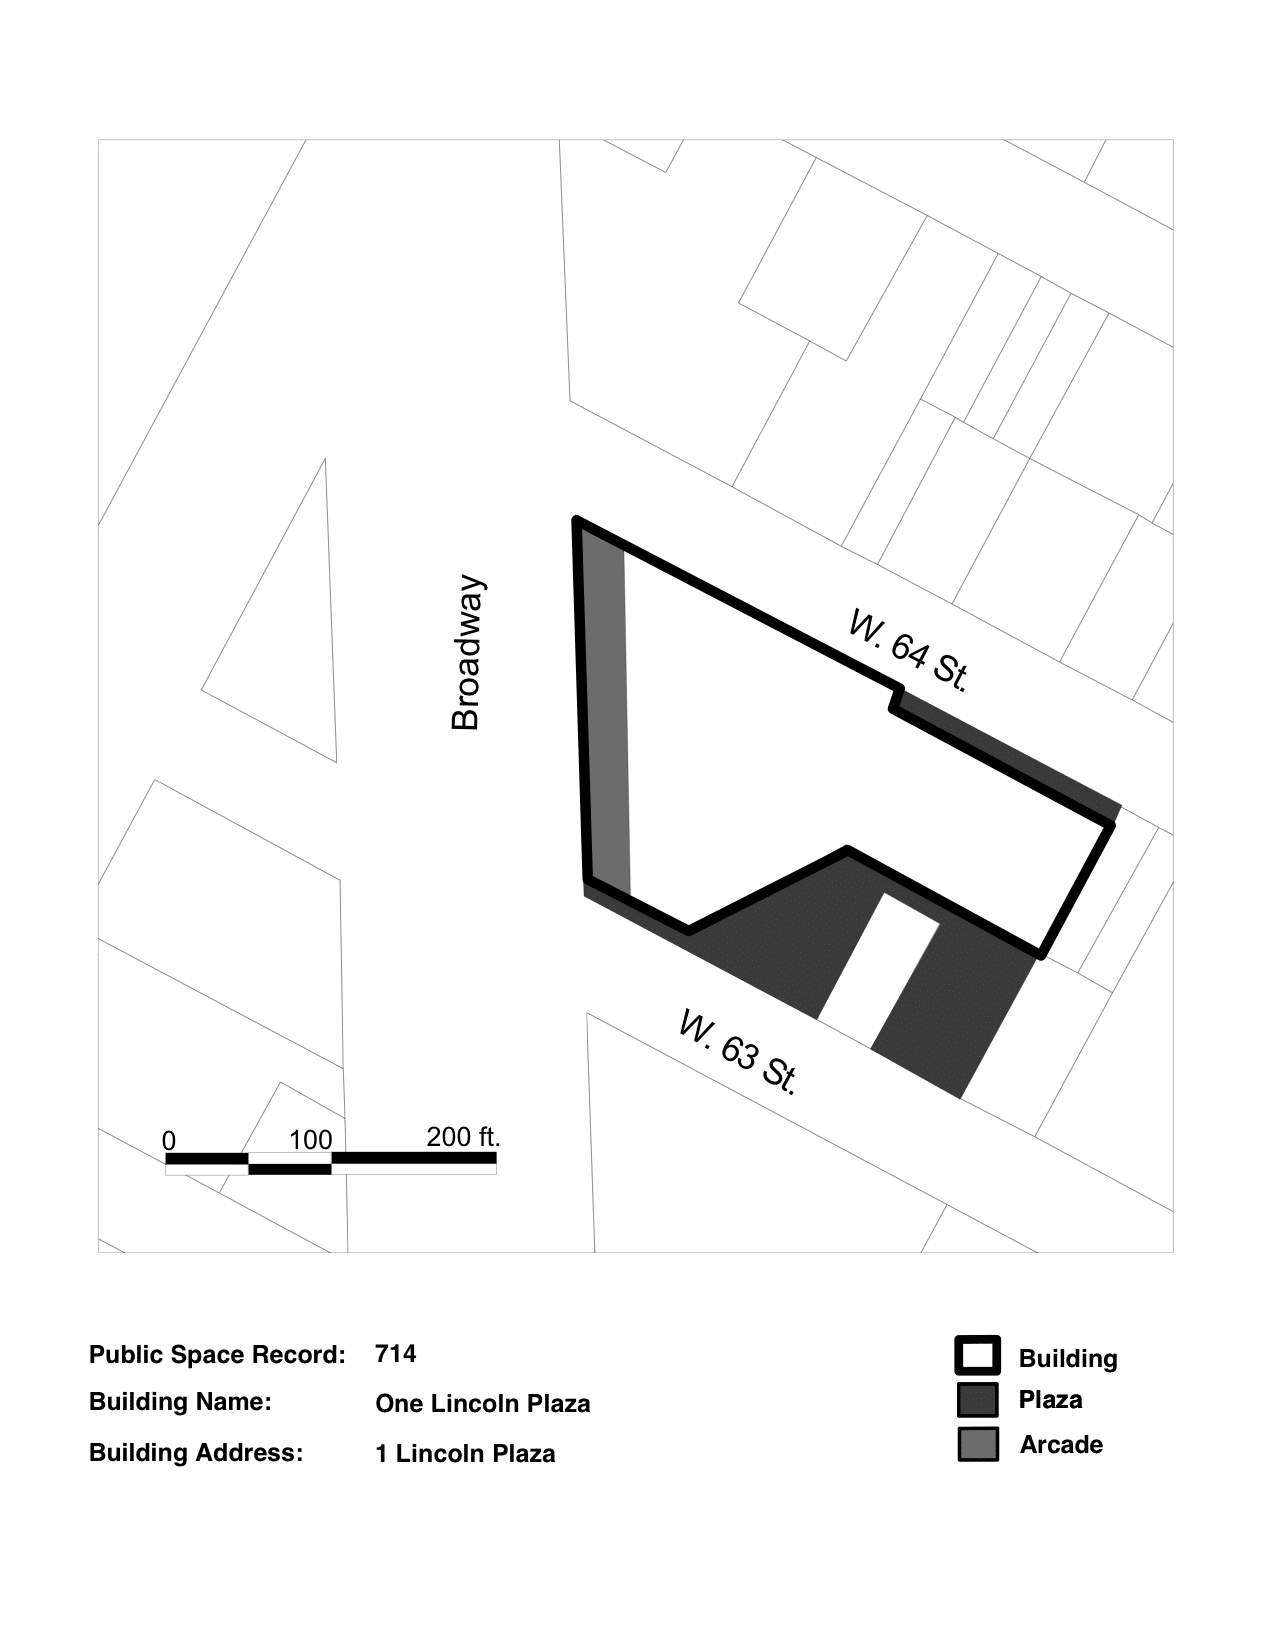 Broadway
W. 64 St.
W. 63 St.
0 100 200 ft.
Public Space Record: 714
Building Name: One Lincoln Plaza
Building Address: 1 Lincoln Plaza
Building
Plaza
Arcade